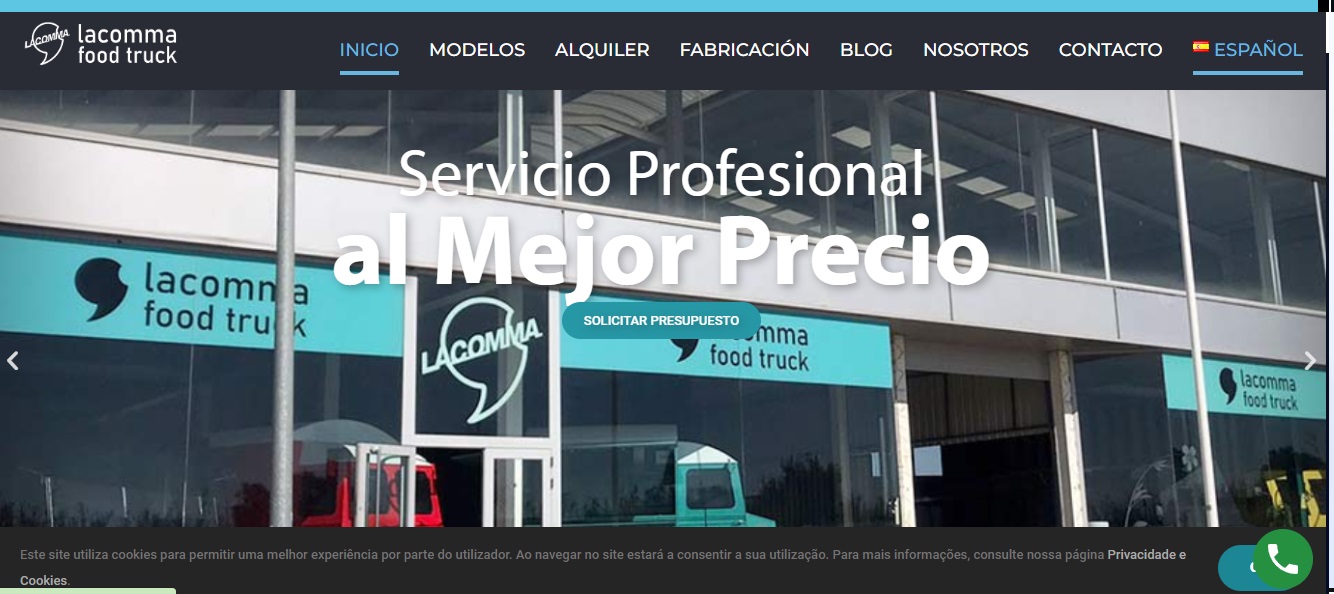 LACOMMA
lacomma
food truck
INICIO
MODELOS
ALQUILER
FABRICACIÓN
BLOG
NOSOTROS
CONTACTO
ESPAÑOL
Servicio Profesional
al Mejor Precio
SOLICITAR PRESUPUESTO
lacomma
food truck
LACOMMA
food truck
lacomma
food truck
Este site utiliza cookies para permitir uma melhor experiência por parte do utilizador. Ao navegar no site estará a consentir a sua utilização. Para mais informações, consulte nossa página Privacidade e
Cookies.